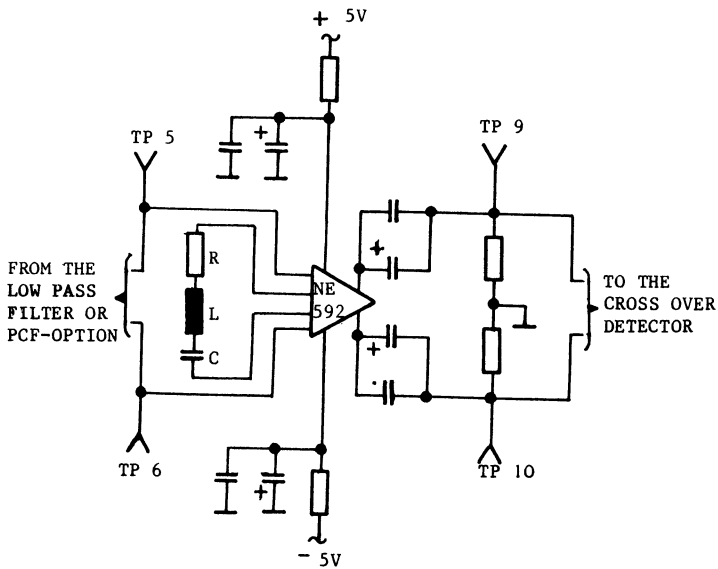 + 5V
TP 5
+
TP 9
FROM THE
LOW PASS
FILTER OR
PCF-OPTION
R
L
C
NE
592
+
+
TO THE
CROSS OVER
DETECTOR
TP 6
+
TP 10
- 5V